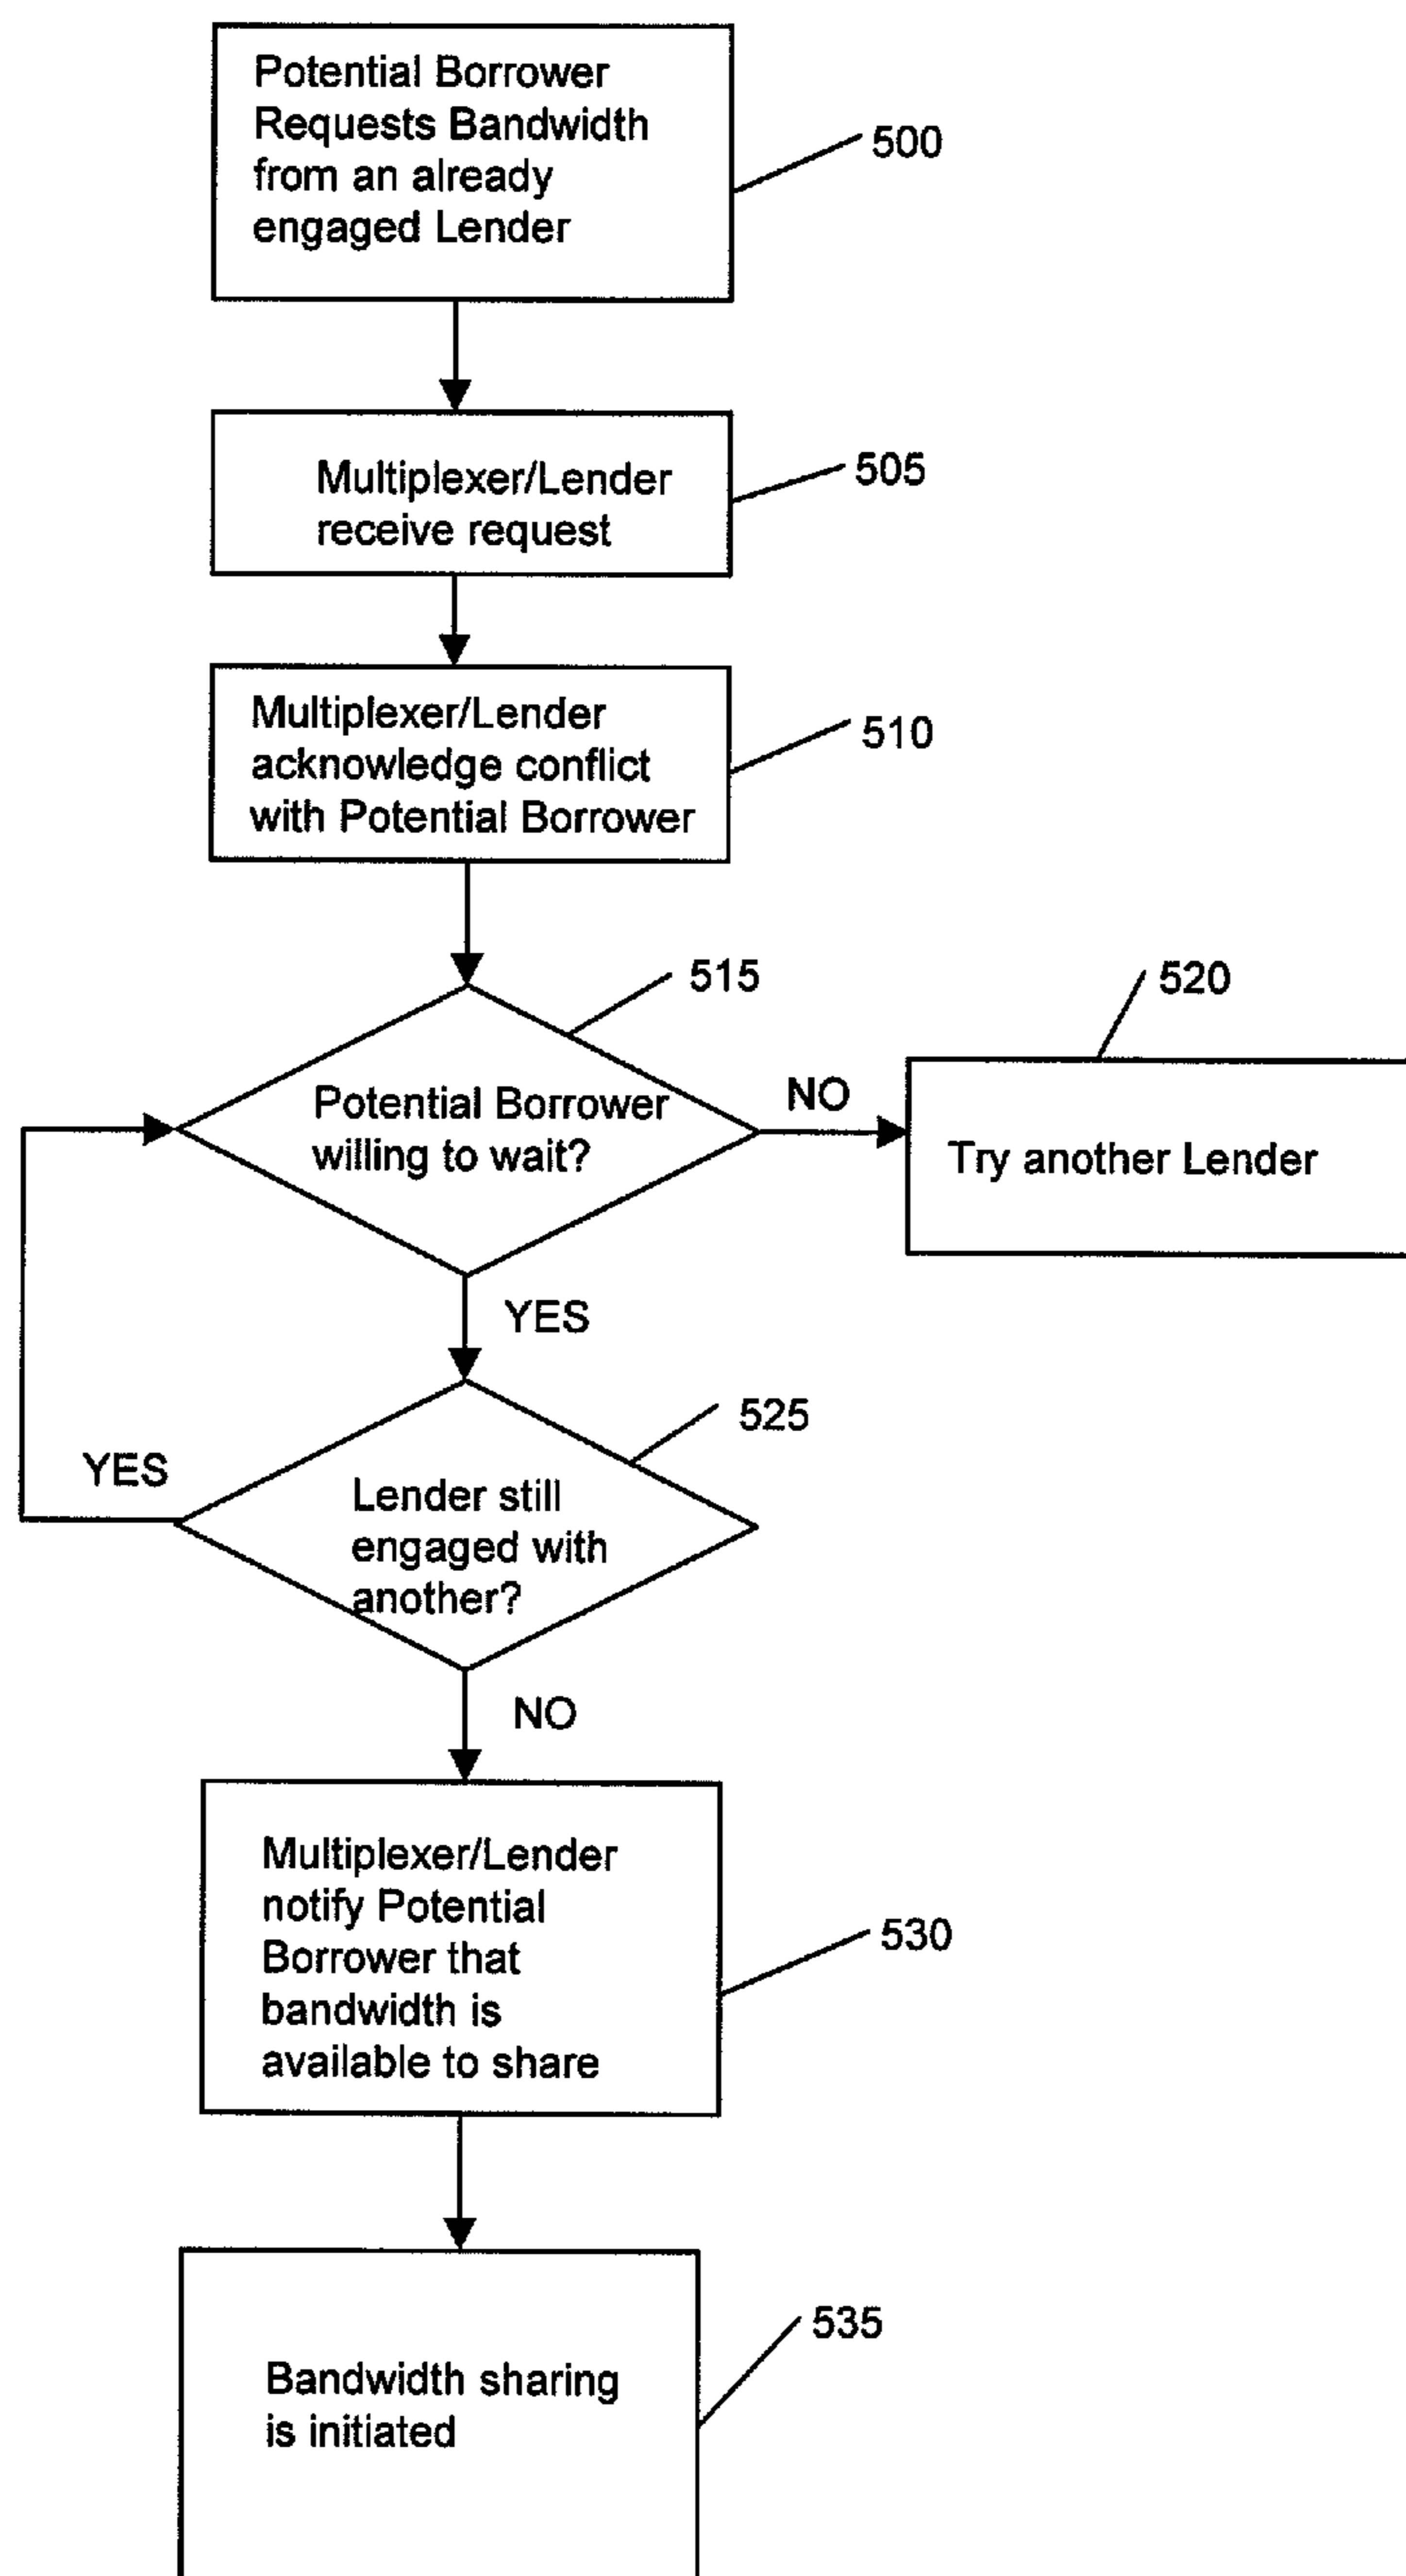 Potential Borrower
Requests Bandwidth
from an already
engaged Lender
500
Multiplexer/Lender
receive request
505
Multiplexer/Lender
acknowledge conflict
with Potential Borrower
510
515
520
Potential Borrower
willing to wait?
NO
Try another Lender
YES
525
YES
Lender still
engaged with
another?
NO
Multiplexer/Lender
notify Potential
Borrower that
bandwidth is
available to share
530
Bandwidth sharing
is initiated
535